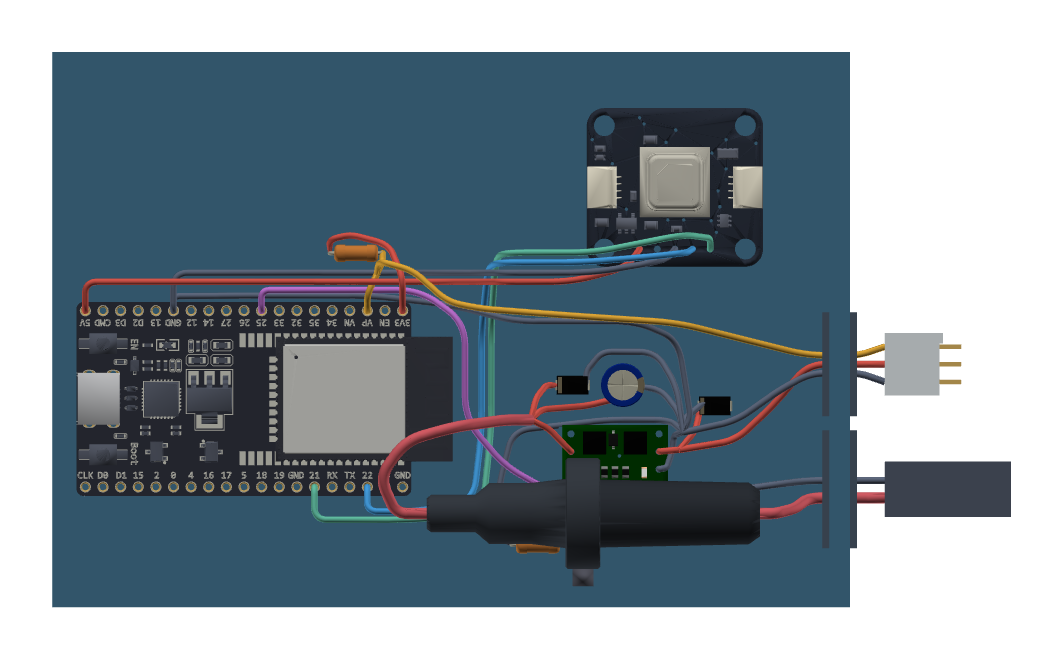 5V CMD D3 D2 13 GND 12 14 27 26 25 33 32 35 34 VN VP EN 3V3
EN
Boot
CLK D0 D1 15 2 0 4 16 17 5 18 19 GND 21 RX TX 22 GND